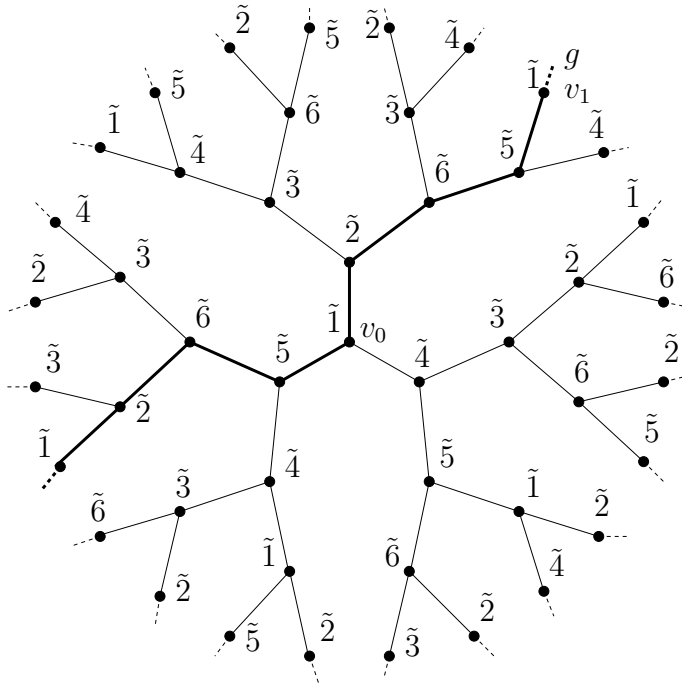 2̃ 5̃ 2̃ 4̃ 1̃ g
v₁
5̃ 6̃ 3̃
1̃ 4̃ 5̃ 4̃
3̃ 6̃
4̃ 2̃ 1̃
3̃ 2̃
2̃ 6̃ 1̃ v₀ 3̃ 6̃
5̃ 4̃
3̃ 6̃ 2̃
2̃
1̃ 4̃ 5̃ 5̃
6̃ 3̃ 1̃ 2̃
1̃ 6̃
2̃ 4̃
5̃ 2̃ 3̃ 2̃